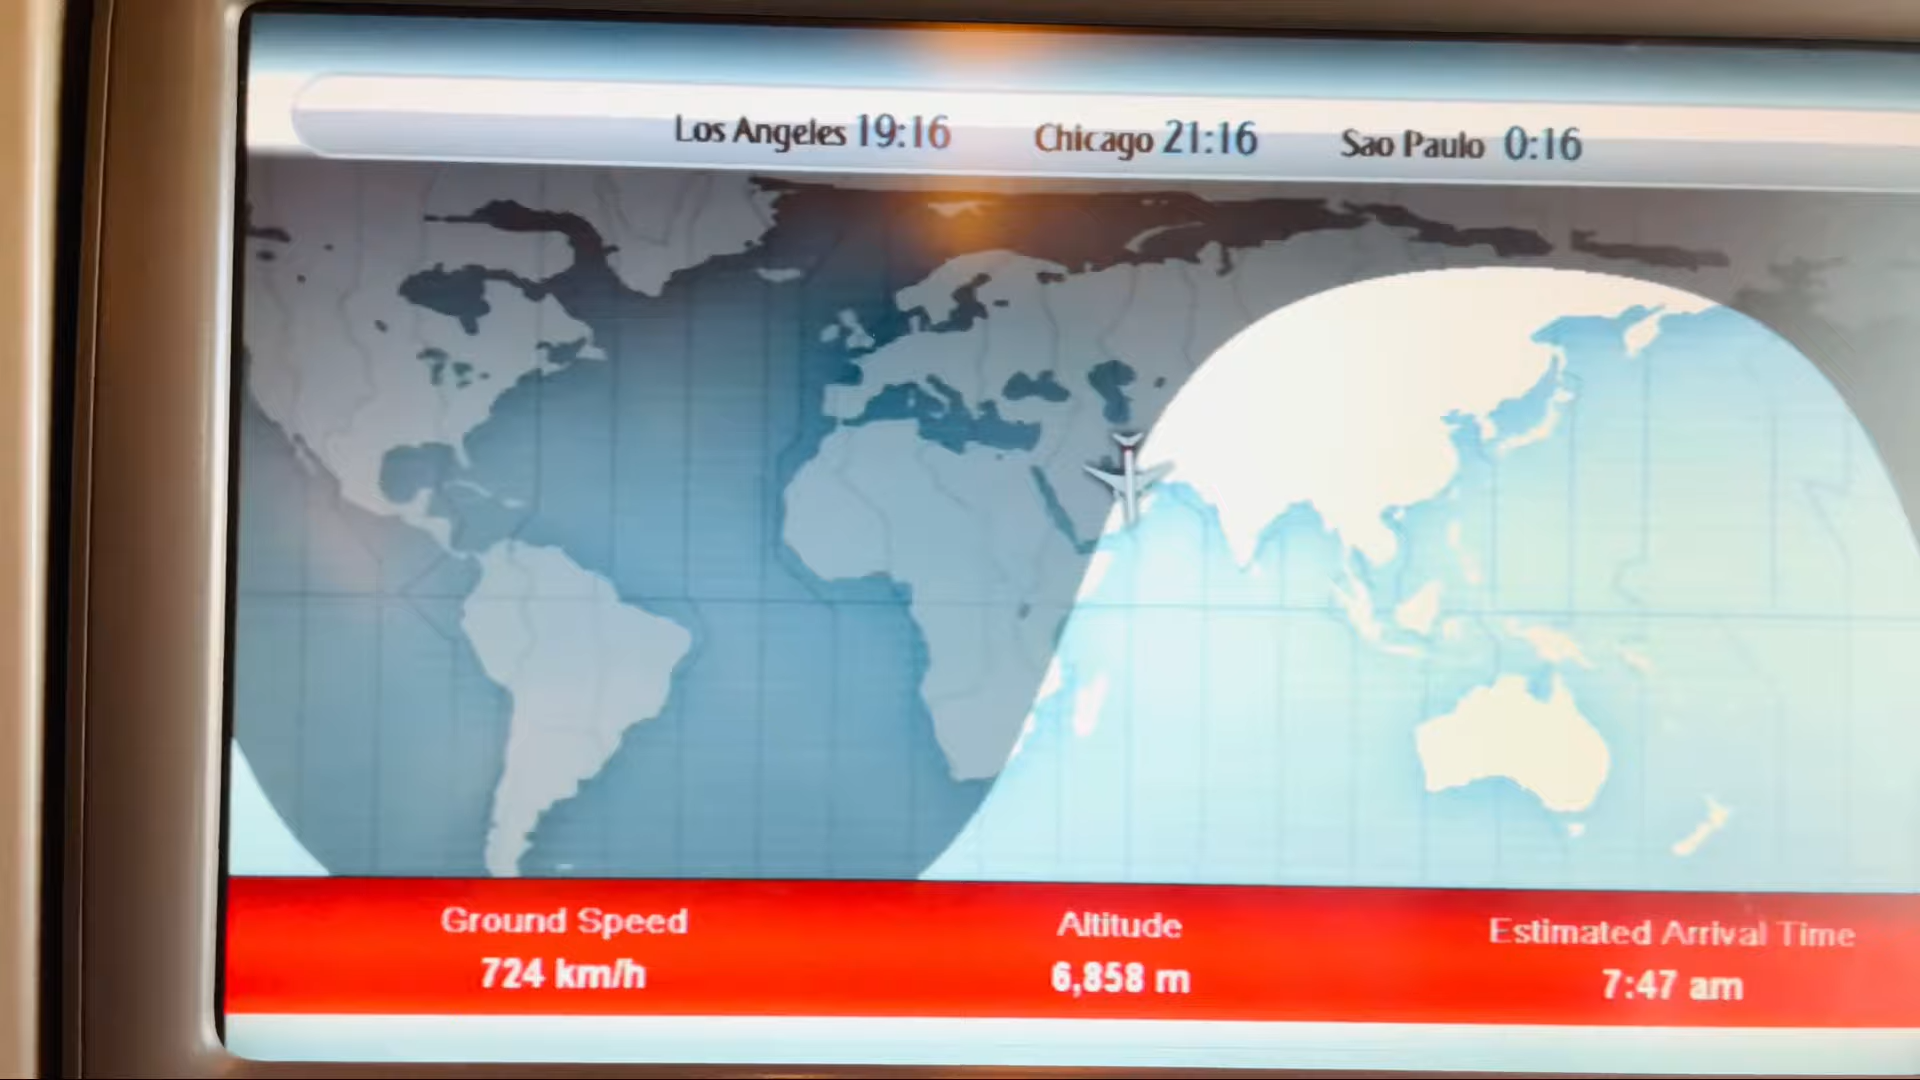 Los Angeles 19:16 Chicago 21:16 Sao Paulo 0:16
Ground Speed Altitude Estimated Arrival Time
724 km/h 6,858 m 7:47 am